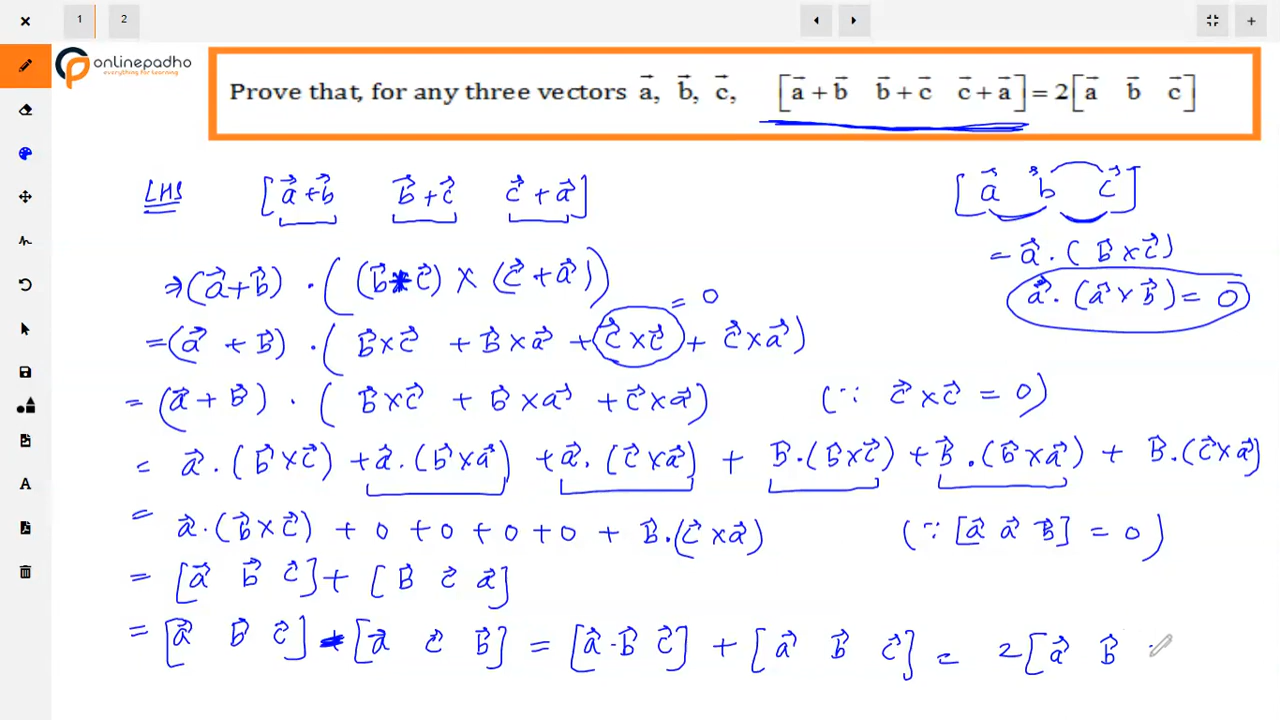 1 2
onlinepadho
everything for learning
Prove that, for any three vectors a⃗, b⃗, c⃗, [a⃗+b⃗ b⃗+c⃗ c⃗+a⃗]=2[a⃗ b⃗ c⃗]
LHS [a⃗+b⃗ b⃗+c⃗ c⃗+a⃗]
[a⃗ b⃗ c⃗]
= a⃗.(b⃗×c⃗)
a⃗.(a⃗×b⃗)=0
⇒(a⃗+b⃗)·((b⃗+c⃗)×(c⃗+a⃗))
= 0
=(a⃗+b⃗)·(b⃗×c⃗+b⃗×a⃗+c⃗×c⃗+c⃗×a⃗)
=(a⃗+b⃗)·(b⃗×c⃗+b⃗×a⃗+c⃗×a⃗) (∵ c⃗×c⃗=0)
= a⃗.(b⃗×c⃗)+a⃗.(b⃗×a⃗)+a⃗.(c⃗×a⃗)+b⃗.(b⃗×c⃗)+b⃗.(b⃗×a⃗)+b⃗.(c⃗×a⃗)
= a⃗.(b⃗×c⃗)+0+0+0+0+b⃗.(c⃗×a⃗) (∵[a⃗ a⃗ b⃗]=0)
=[a⃗ b⃗ c⃗]+[b⃗ c⃗ a⃗]
=[a⃗ b⃗ c⃗]-[a⃗ c⃗ b⃗]=[a⃗ b⃗ c⃗]+[a⃗ b⃗ c⃗]= 2[a⃗ b⃗
A